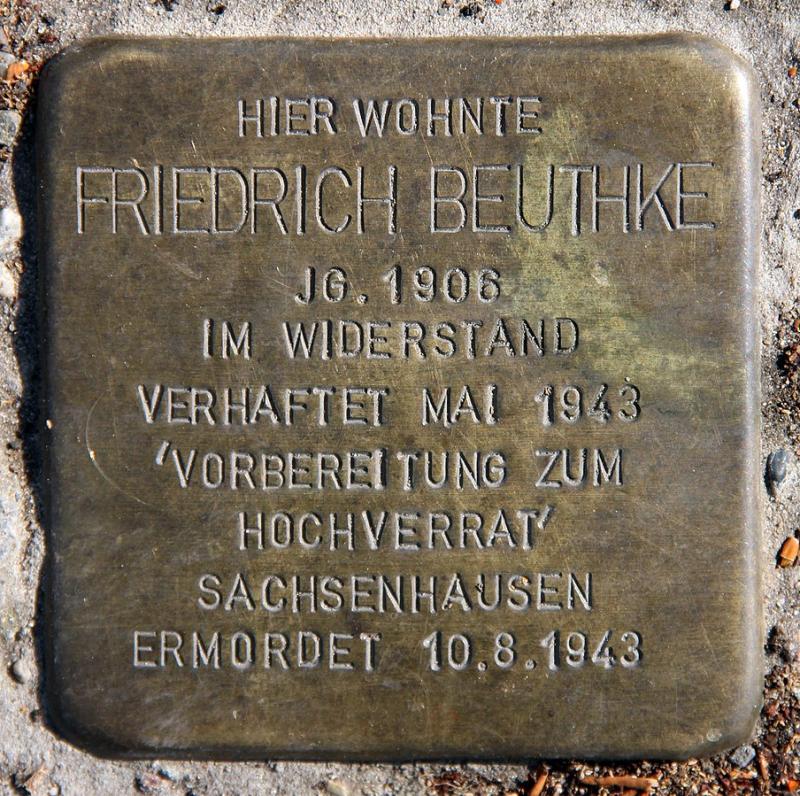 HIER WOHNTE
FRIEDRICH BEUTHKE
JG. 1906
IM WIDERSTAND
VERHAFTET MAI 1943
'VORBEREITUNG ZUM
HOCHVERRAT'
SACHSENHAUSEN
ERMORDET 10.8.1943